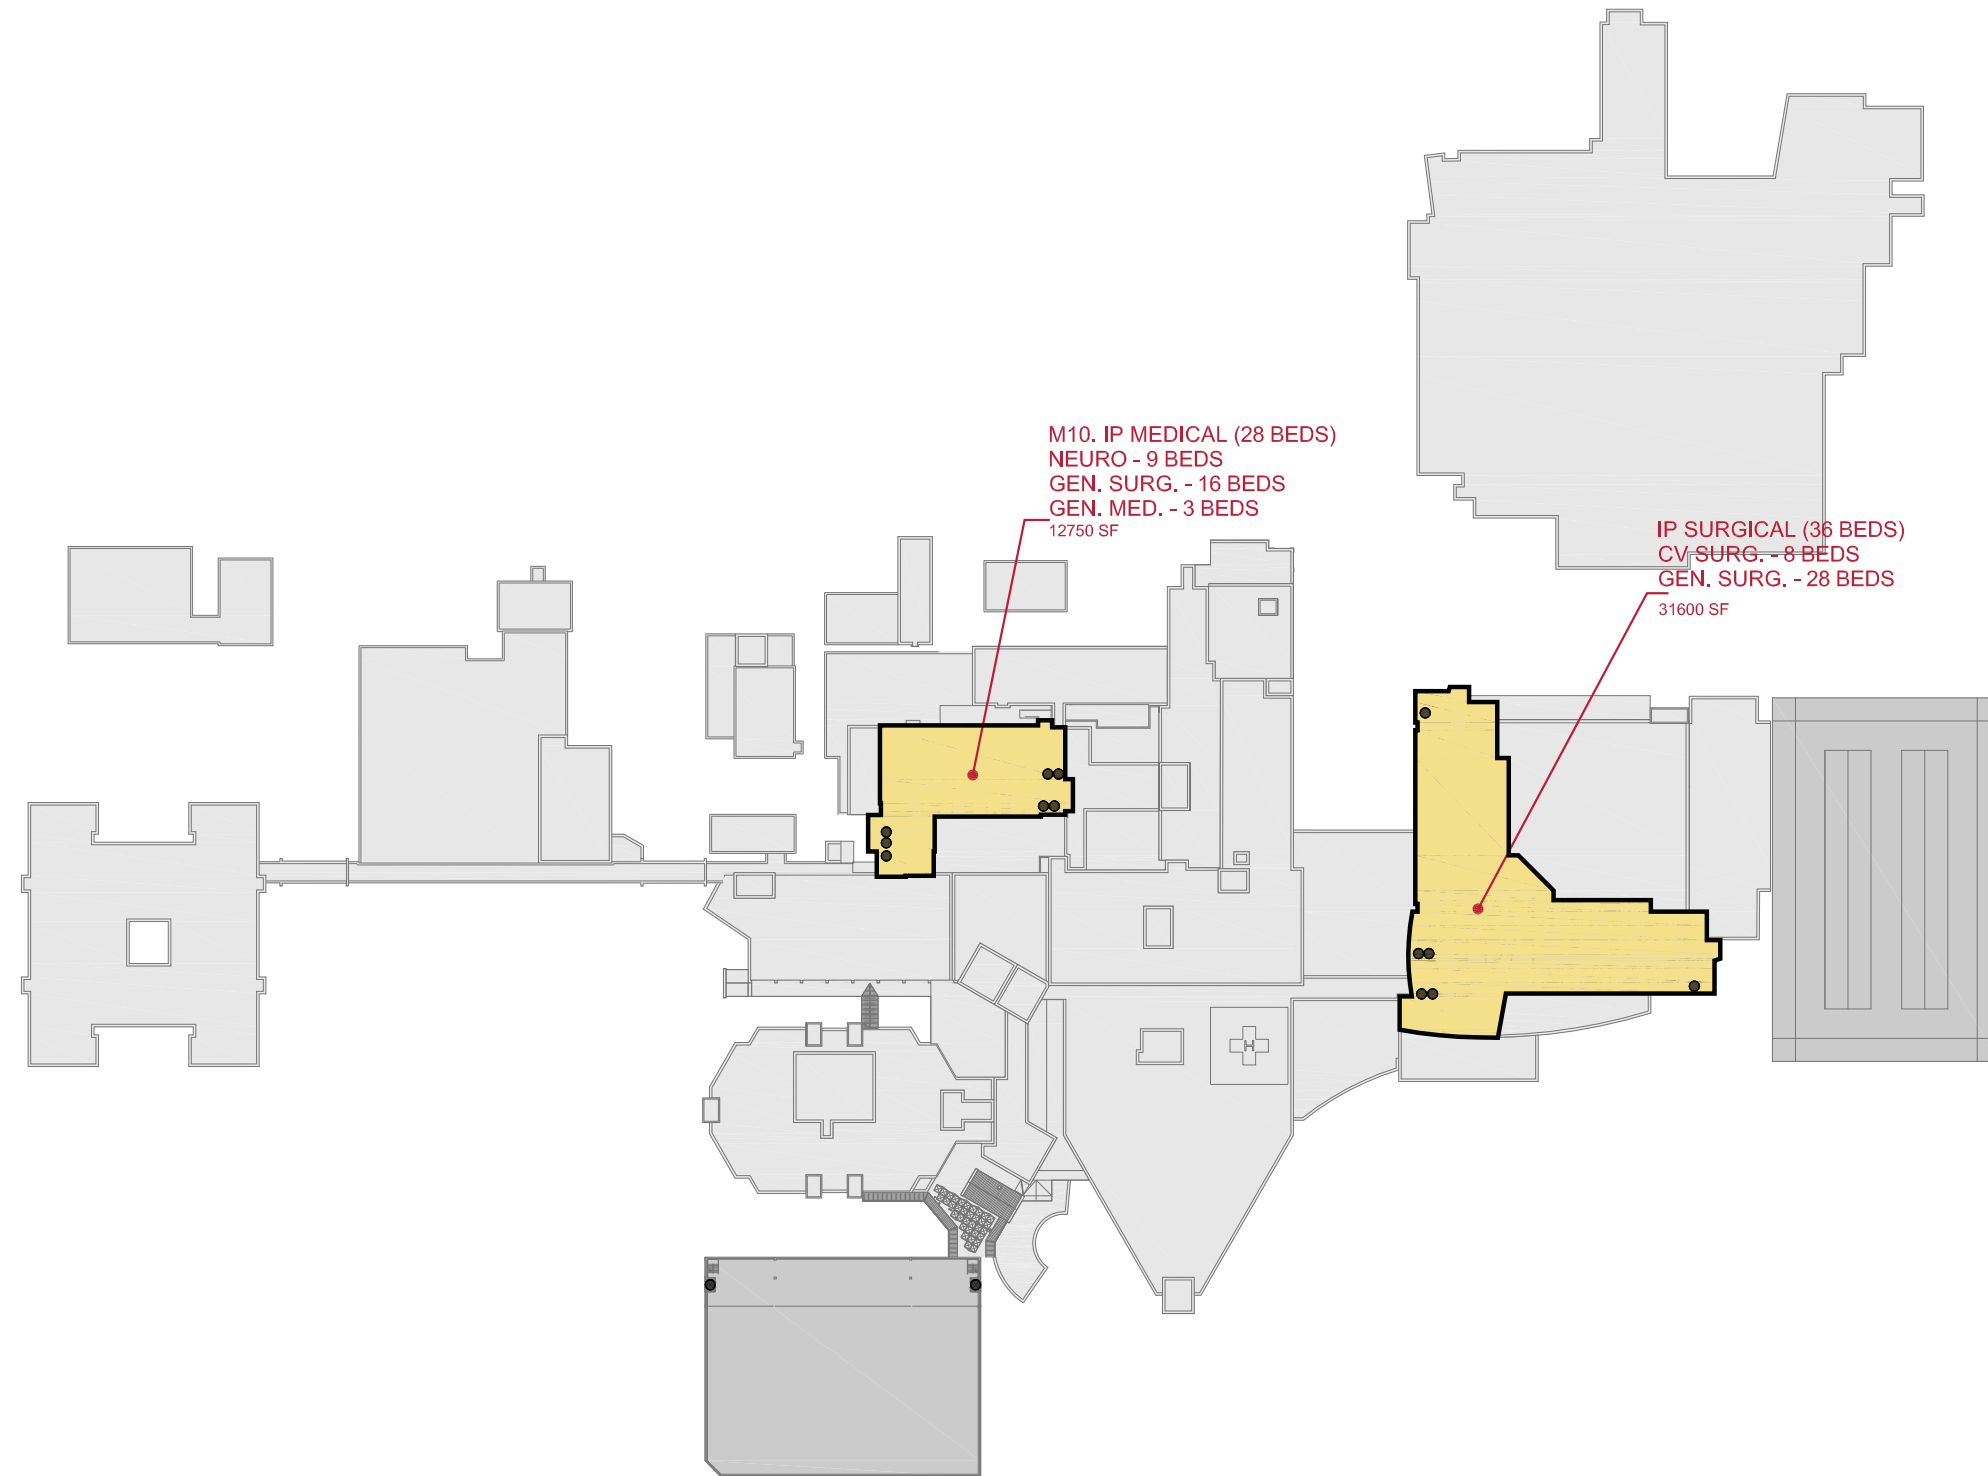 M10. IP MEDICAL (28 BEDS)
NEURO - 9 BEDS
GEN. SURG. - 16 BEDS
GEN. MED. - 3 BEDS
12750 SF
IP SURGICAL (36 BEDS)
CV SURG. - 8 BEDS
GEN. SURG. - 28 BEDS
31600 SF
H